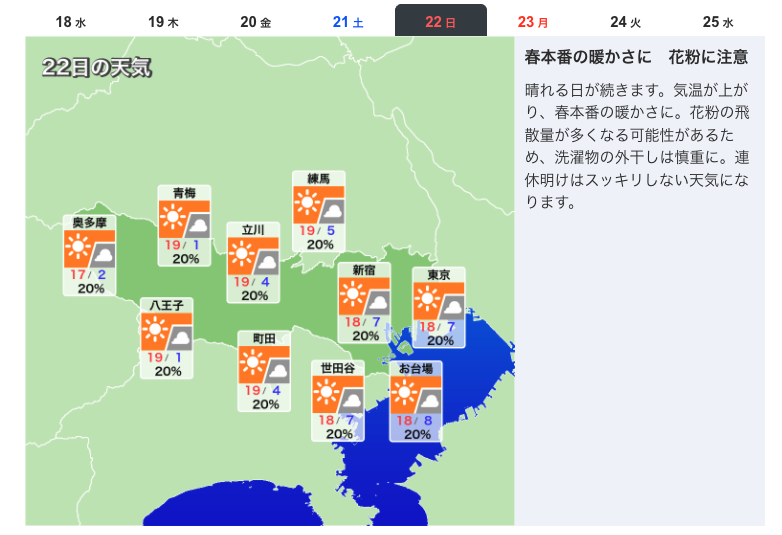 18 水
19 木
20 金
21 土
22 日
23 月
24 火
25 水
22日の天気
春本番の暖かさに　花粉に注意
晴れる日が続きます。気温が上が
り、春本番の暖かさに。花粉の飛
散量が多くなる可能性があるた
め、洗濯物の外干しは慎重に。連
休明けはスッキリしない天気にな
ります。
練馬
19 / 5
20%
青梅
19 / 1
20%
奥多摩
17 / 2
20%
立川
19 / 4
20%
新宿
18 / 7
20%
東京
18 / 7
20%
八王子
19 / 1
20%
町田
19 / 4
20%
世田谷
18 / 7
20%
お台場
18 / 8
20%